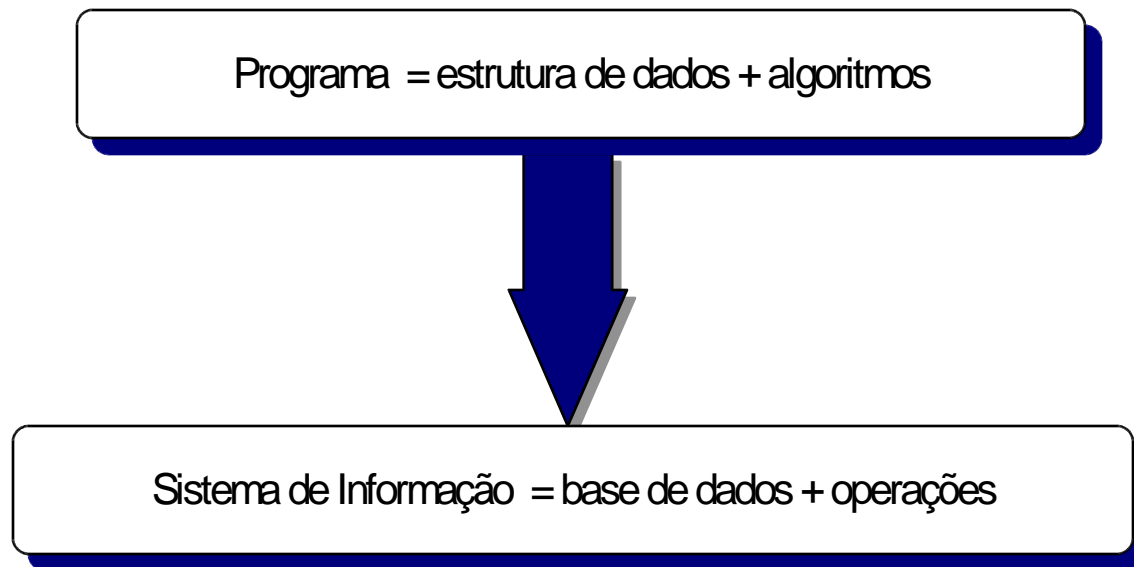 Programa = estrutura de dados + algoritmos
Sistema de Informação = base de dados + operações